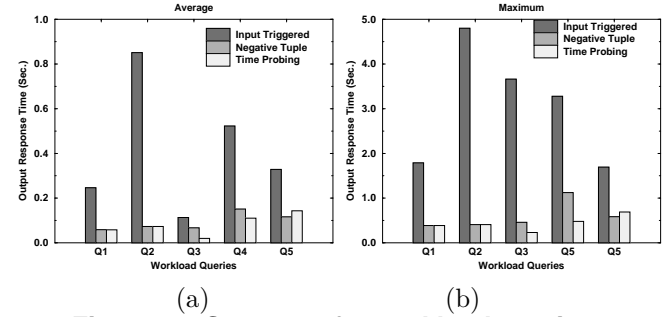 Average
1.0
0.8
0.6
0.4
0.2
0.0
Output Response Time (Sec.)
Input Triggered
Negative Tuple
Time Probing
Q1 Q2 Q3 Q4 Q5
Workload Queries
(a)
Maximum
5.0
4.0
3.0
2.0
1.0
0.0
Output Response Time (Sec.)
Input Triggered
Negative Tuple
Time Probing
Q1 Q2 Q3 Q5 Q5
Workload Queries
(b)